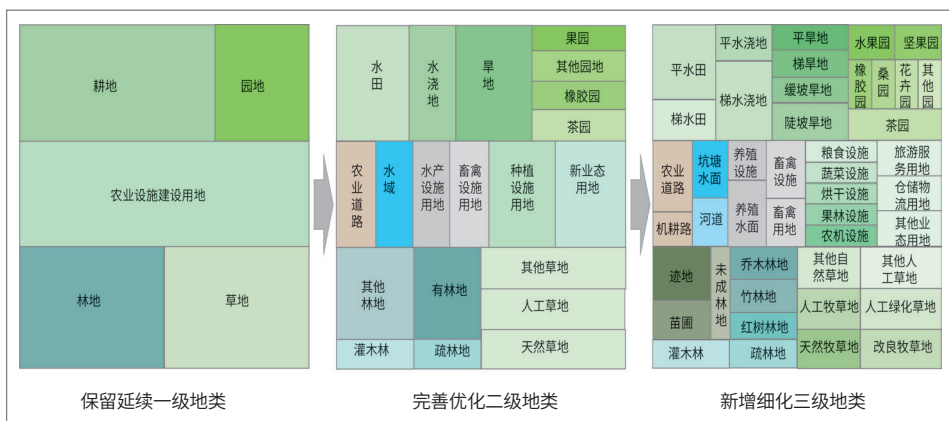 耕地
园地
农业设施建设用地
林地
草地
保留延续一级地类
水
田
水
浇
地
旱
地
果园
其他园地
橡胶园
茶园
农
业
道
路
水
域
水产
设施
用地
畜禽
设施
用地
种植
设施
用地
新业态
用地
其他
林地
有林地
其他草地
人工草地
灌木林
疏林地
天然草地
完善优化二级地类
平水田
梯水田
平水浇地
梯水浇地
平旱地
梯旱地
缓坡旱地
陡坡旱地
水果园
坚果园
橡
胶
园
桑
园
花
卉
园
其
他
园
茶园
农业
道路
机耕路
坑塘
水面
河道
养殖
设施
养殖
水面
畜禽
设施
畜禽
用地
粮食设施
蔬菜设施
烘干设施
果林设施
农机设施
旅游服
务用地
仓储物
流用地
其他业
态用地
迹地
苗圃
未
成
林
地
乔木林地
竹林地
红树林地
其他自
然草地
其他人
工草地
人工牧草地
人工绿化草地
灌木林
疏林地
天然牧草地
改良牧草地
新增细化三级地类